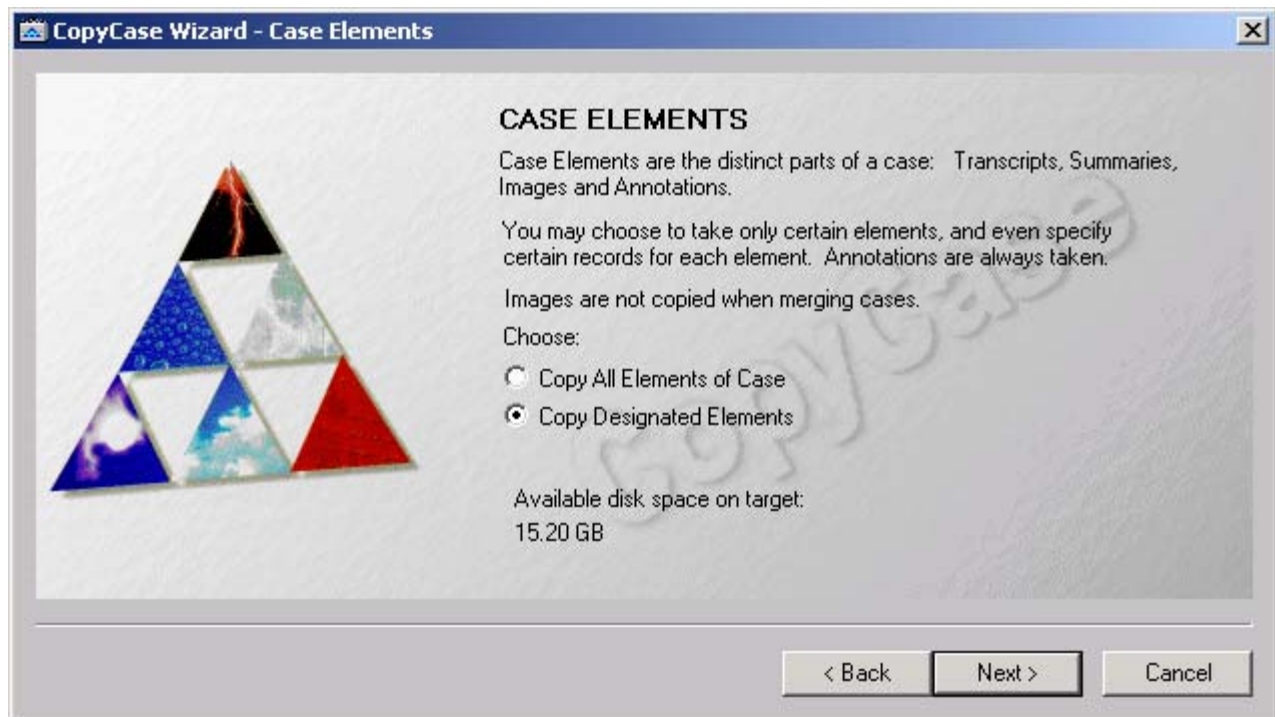 CopyCase Wizard - Case Elements
CASE ELEMENTS
Case Elements are the distinct parts of a case: Transcripts, Summaries,
Images and Annotations.
You may choose to take only certain elements, and even specify
certain records for each element. Annotations are always taken.
Images are not copied when merging cases.
Choose:
Copy All Elements of Case
Copy Designated Elements
CopyCase
Available disk space on target:
15.20 GB
< Back
Next >
Cancel